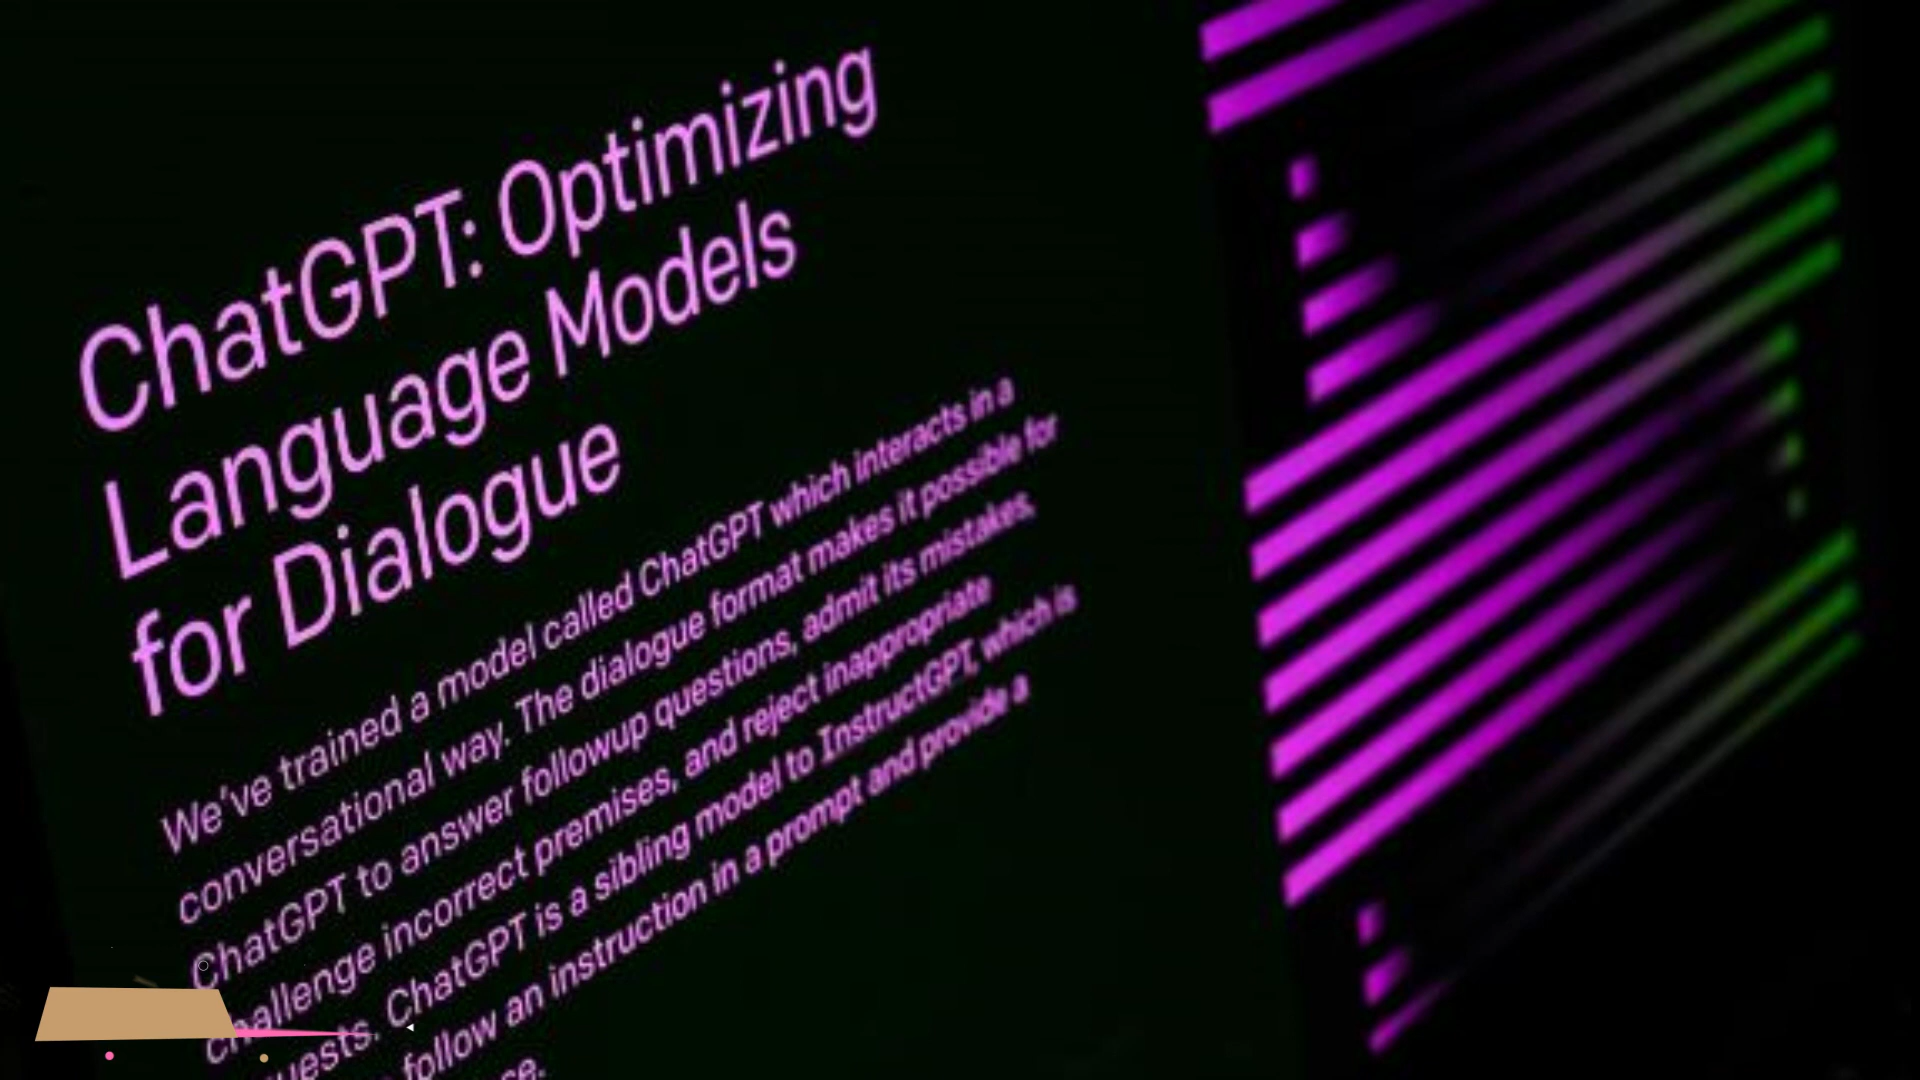 ChatGPT: Optimizing
Language Models
for Dialogue
We've trained a model called ChatGPT which interacts in a
conversational way. The dialogue format makes it possible for
ChatGPT to answer followup questions, admit its mistakes,
challenge incorrect premises, and reject inappropriate
ChatGPT is a sibling model to InstructGPT, which is
follow an instruction in a prompt and provide a